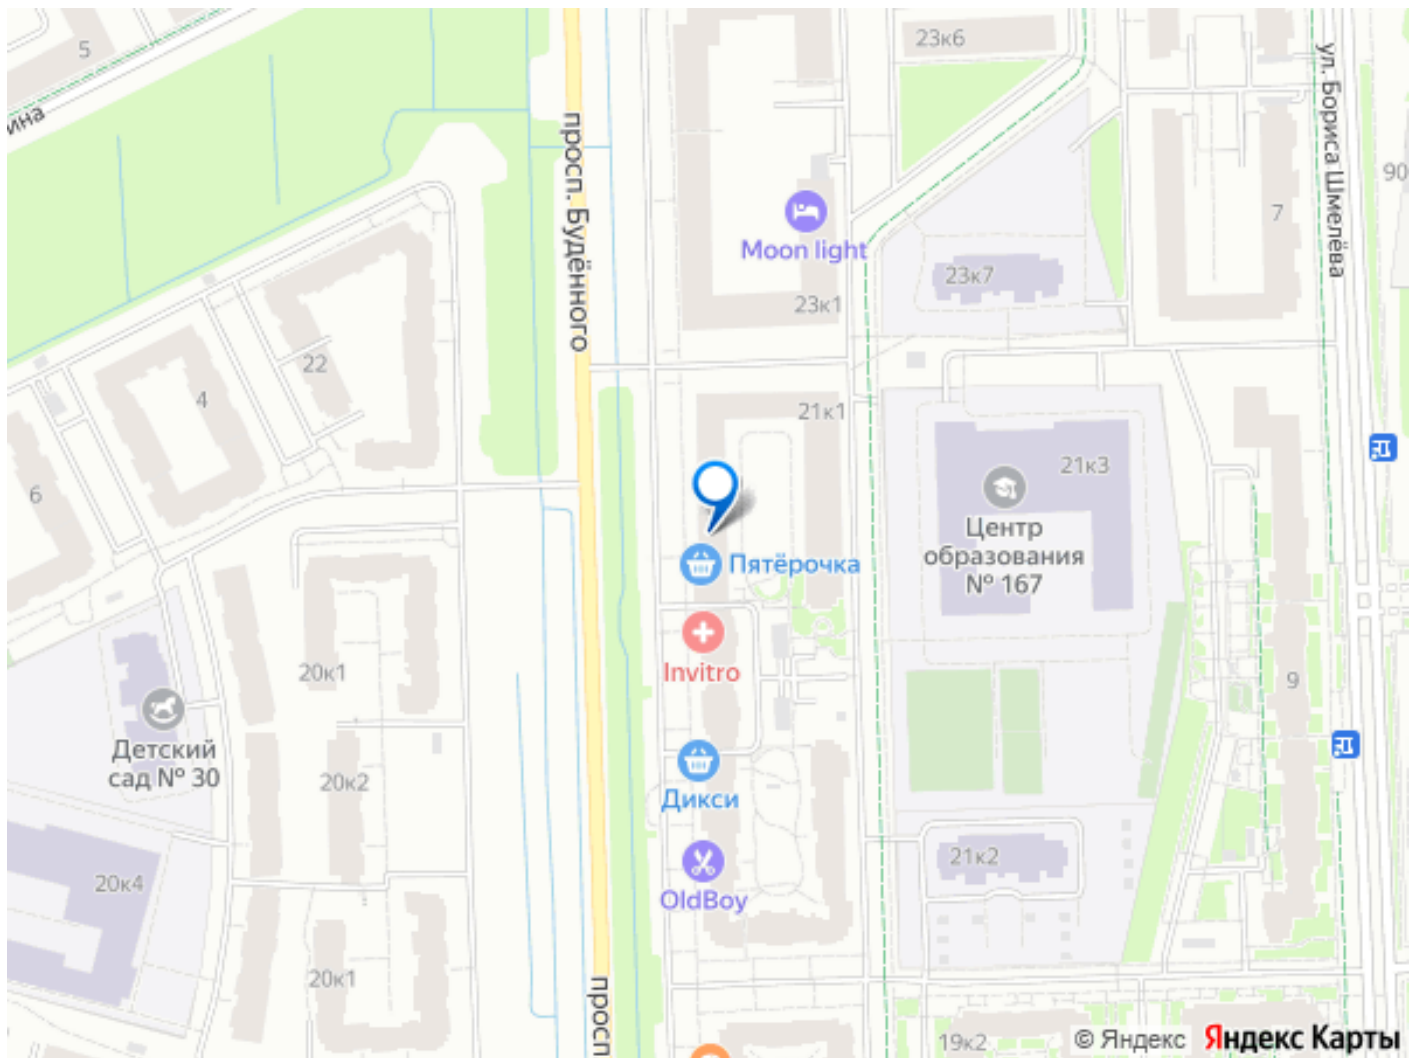 5
23к6
ина
просп. Будённого
ул. Бориса Шмелёва
90
7
Moon light
23к7
23к1
22
4
21к1
6
21к3
Центр
образования
№ 167
Пятёрочка
Invitro
20к1
9
Детский
сад № 30
20к2
Дикси
21к2
20к4
OldBoy
20к1
просп
19к2
© Яндекс Яндекс Карты